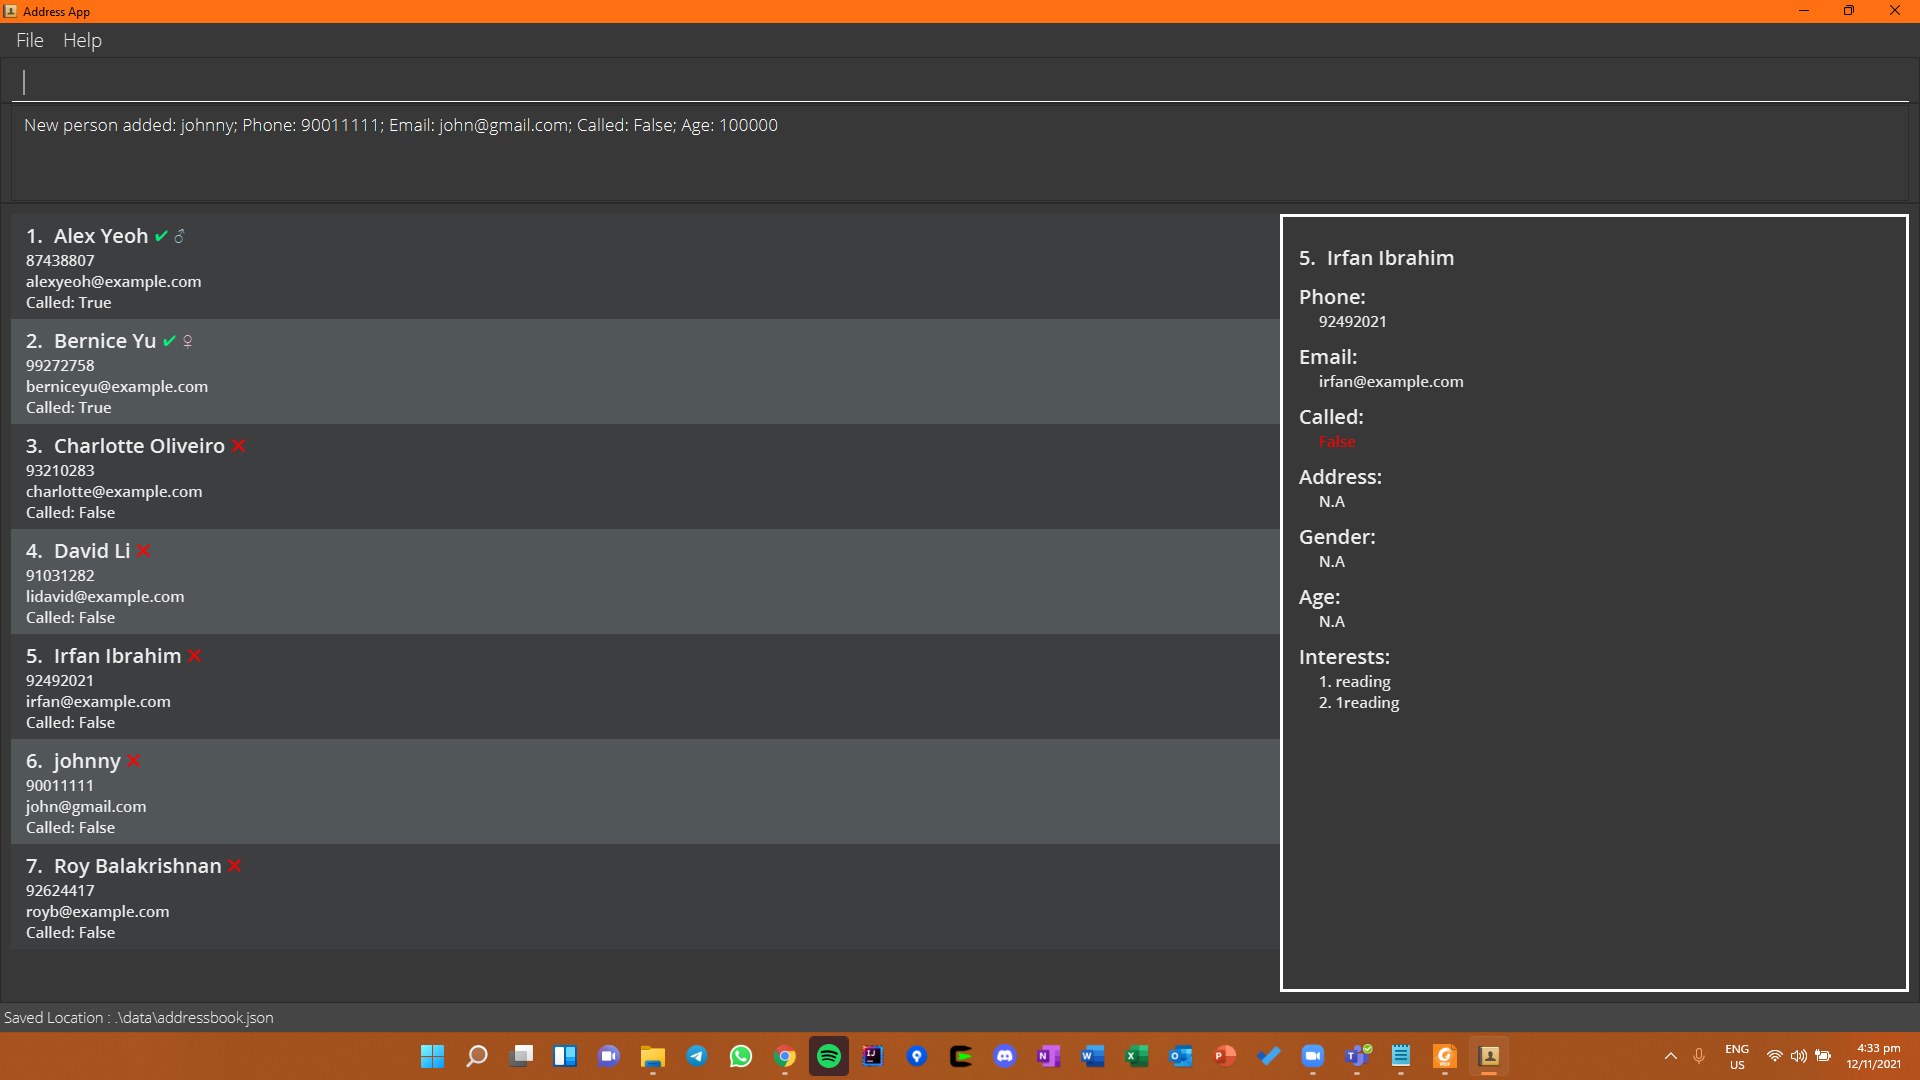 Address App
File Help
New person added: johnny; Phone: 90011111; Email: john@gmail.com; Called: False; Age: 100000
1. Alex Yeoh ✔ ♂
87438807
alexyeoh@example.com
Called: True
2. Bernice Yu ✔ ♀
99272758
berniceyu@example.com
Called: True
3. Charlotte Oliveiro ❌
93210283
charlotte@example.com
Called: False
4. David Li ❌
91031282
lidavid@example.com
Called: False
5. Irfan Ibrahim ❌
92492021
irfan@example.com
Called: False
6. johnny ❌
90011111
john@gmail.com
Called: False
7. Roy Balakrishnan ❌
92624417
royb@example.com
Called: False
5. Irfan Ibrahim
Phone:
92492021
Email:
irfan@example.com
Called:
False
Address:
N.A
Gender:
N.A
Age:
N.A
Interests:
1. reading
2. 1reading
Saved Location : .\data\addressbook.json
ENG
US
4:33 pm
12/11/2021